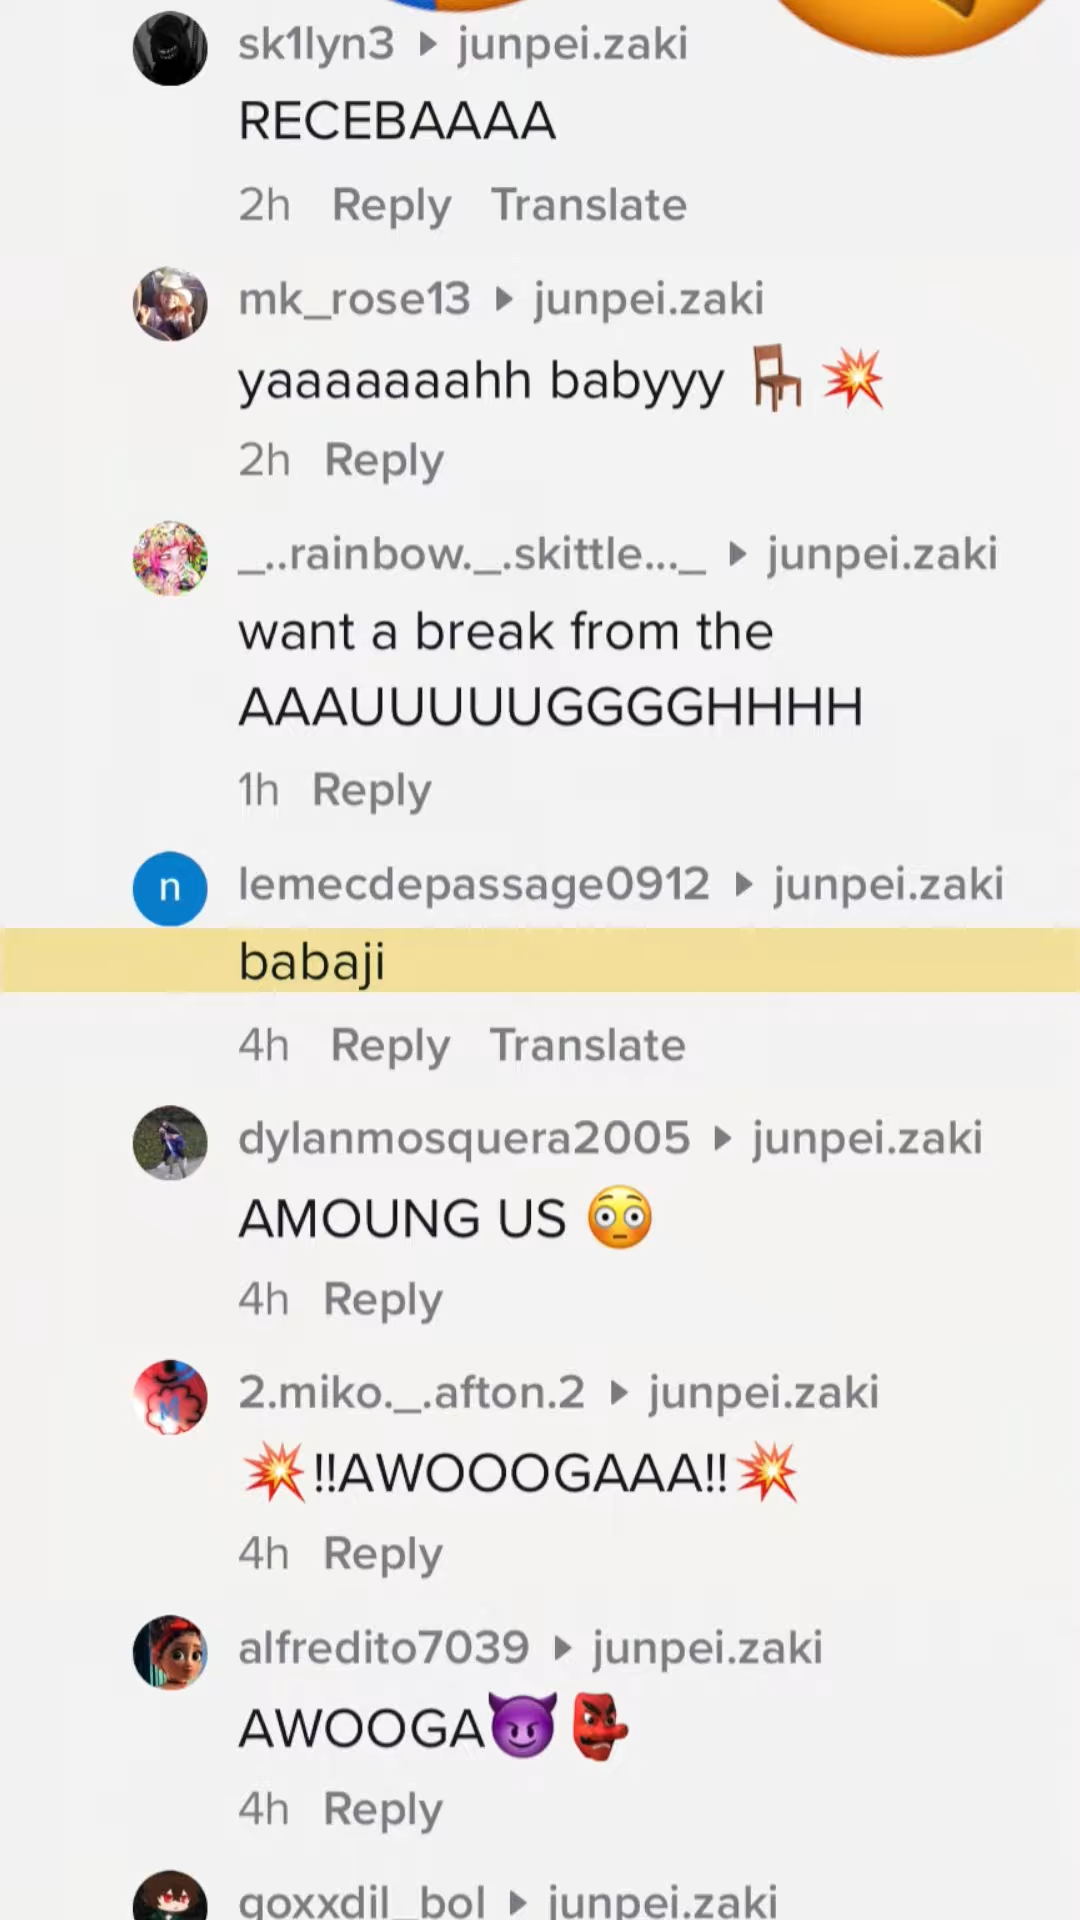 sk1lyn3 ▶ junpei.zaki
RECEBAAAA
2h Reply Translate
mk_rose13 ▶ junpei.zaki
yaaaaaaahh babyyy 🪑💥
2h Reply
_..rainbow._.skittle..._ ▶ junpei.zaki
want a break from the
AAAUUUUUGGGGHHHH
1h Reply
n
lemecdepassage0912 ▶ junpei.zaki
babaji
4h Reply Translate
dylanmosquera2005 ▶ junpei.zaki
AMOUNG US 😳
4h Reply
M
2.miko._.afton.2 ▶ junpei.zaki
💥!!AWOOOGAAA!!💥
4h Reply
alfredito7039 ▶ junpei.zaki
AWOOGA😈👺
4h Reply
goxxdil_bol ▶ junpei.zaki